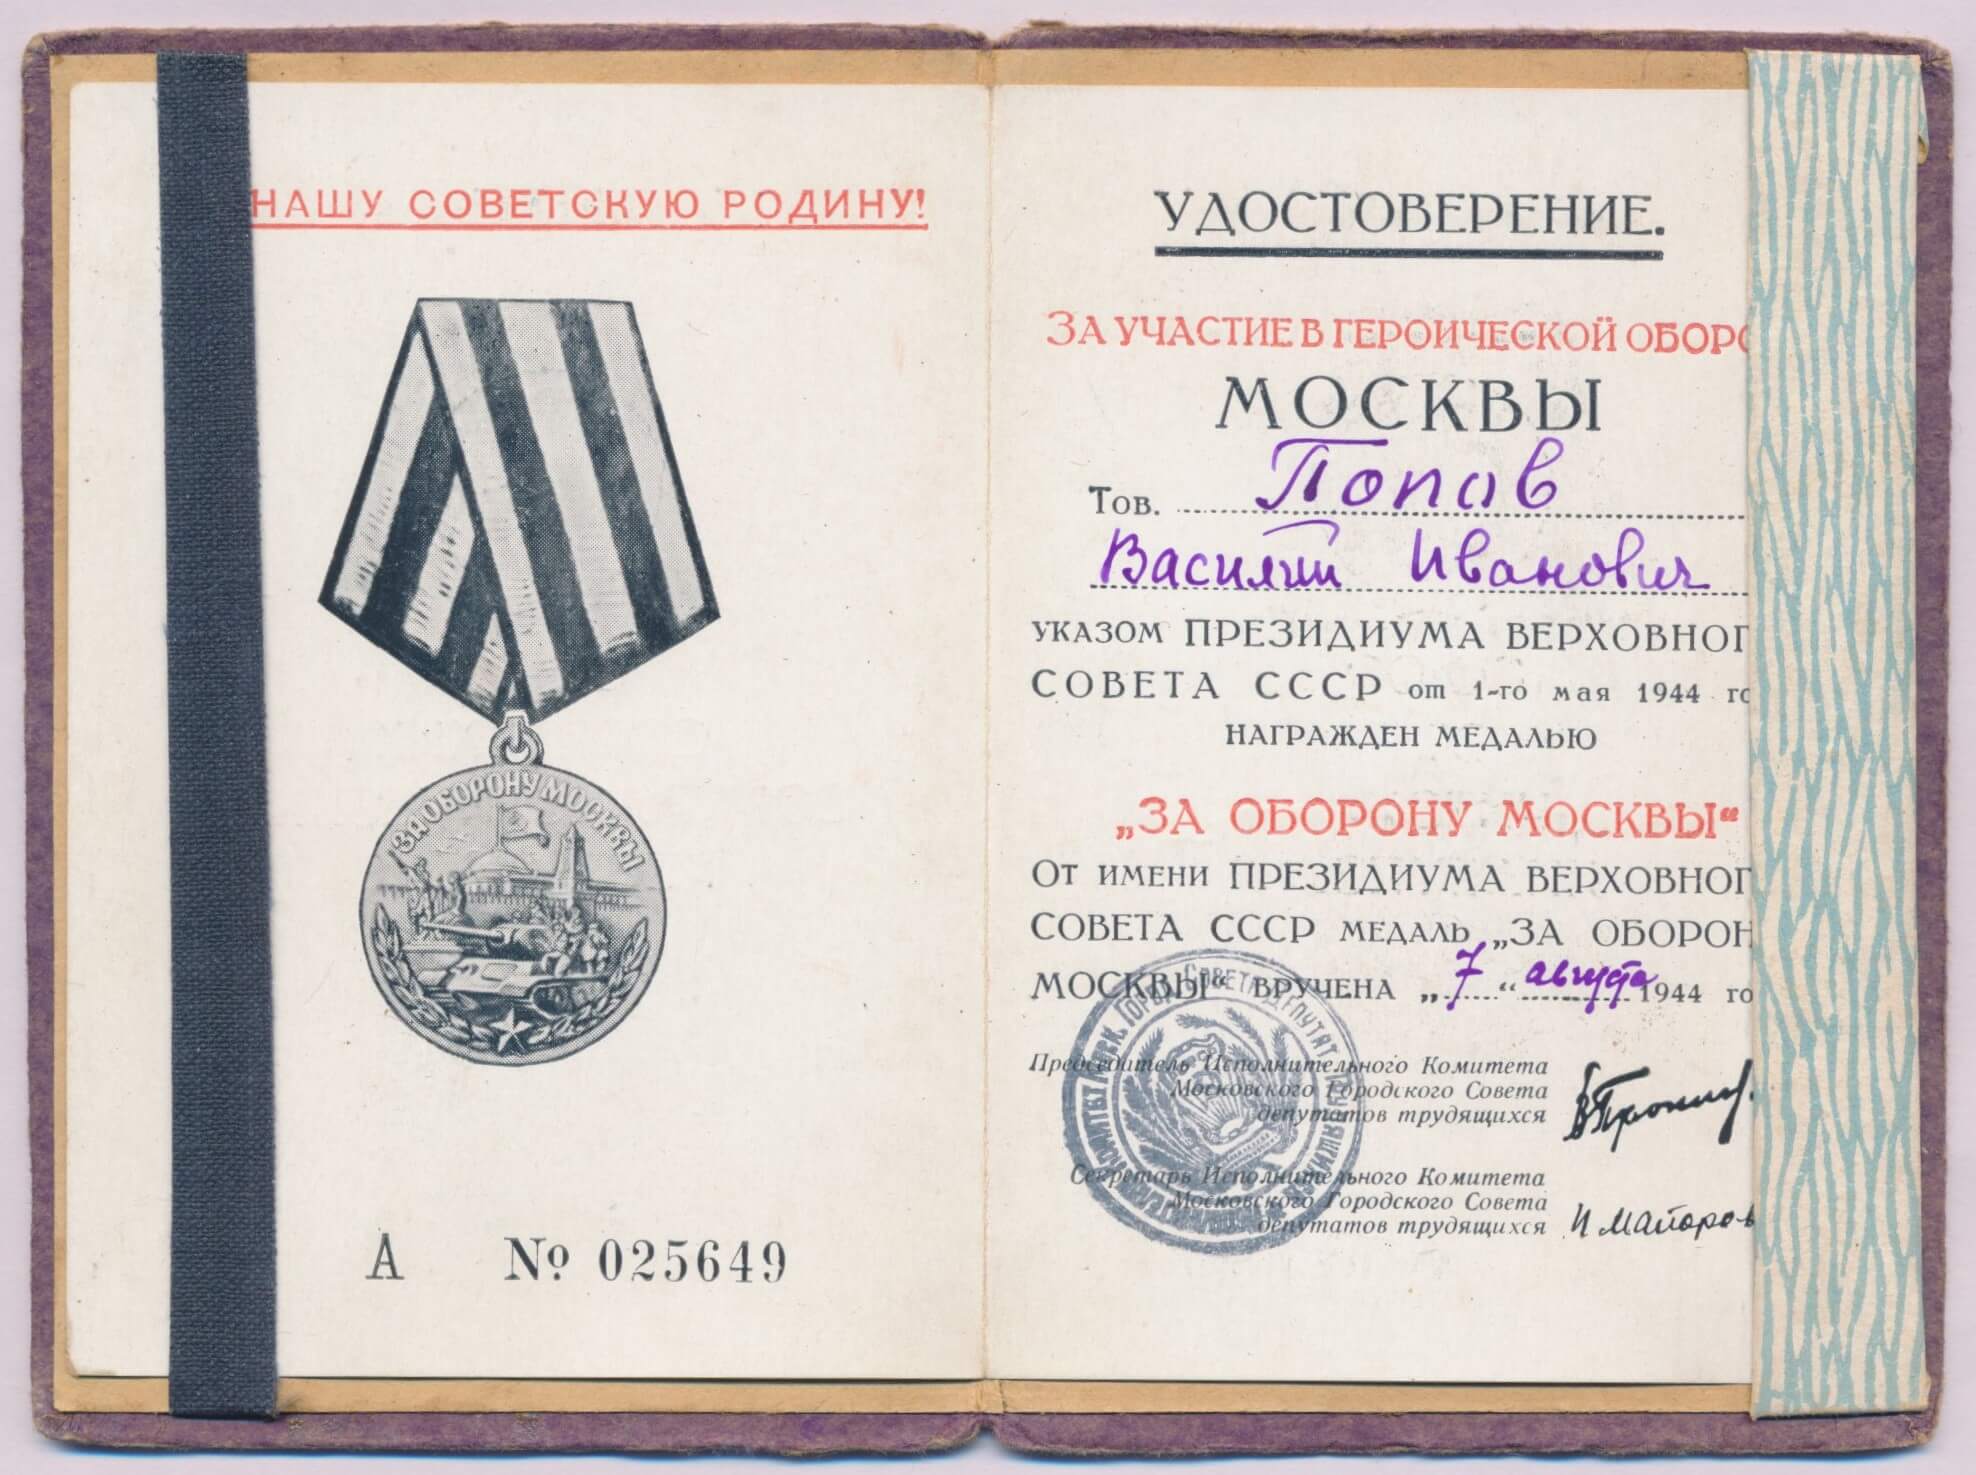 НАШУ СОВЕТСКУЮ РОДИНУ!
ЗА ОБОРОНУ МОСКВЫ
А № 025649
УДОСТОВЕРЕНИЕ.
ЗА УЧАСТИЕ В ГЕРОИЧЕСКОЙ ОБОРО
МОСКВЫ
Тов. Попов
Василий Иванович
УКАЗОМ ПРЕЗИДИУМА ВЕРХОВНОГ
СОВЕТА СССР от 1-го мая 1944 го
НАГРАЖДЕН МЕДАЛЬЮ
„ЗА ОБОРОНУ МОСКВЫ“
От имени ПРЕЗИДИУМА ВЕРХОВНОГ
СОВЕТА СССР МЕДАЛЬ „ЗА ОБОРОН
МОСКВЫ“ ВРУЧЕНА „7“ августа 1944 го
Председатель Исполнительного Комитета
Московского Городского Совета
депутатов трудящихся
В Пронин
Секретарь Исполнительного Комитета
Московского Городского Совета
депутатов трудящихся
И Майоров